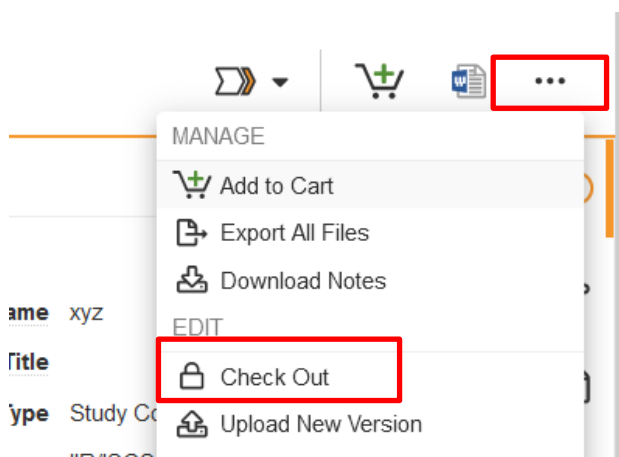 MANAGE
Add to Cart
Export All Files
Download Notes
ame xyz
EDIT
Title
Check Out
Type Study Co
Upload New Version